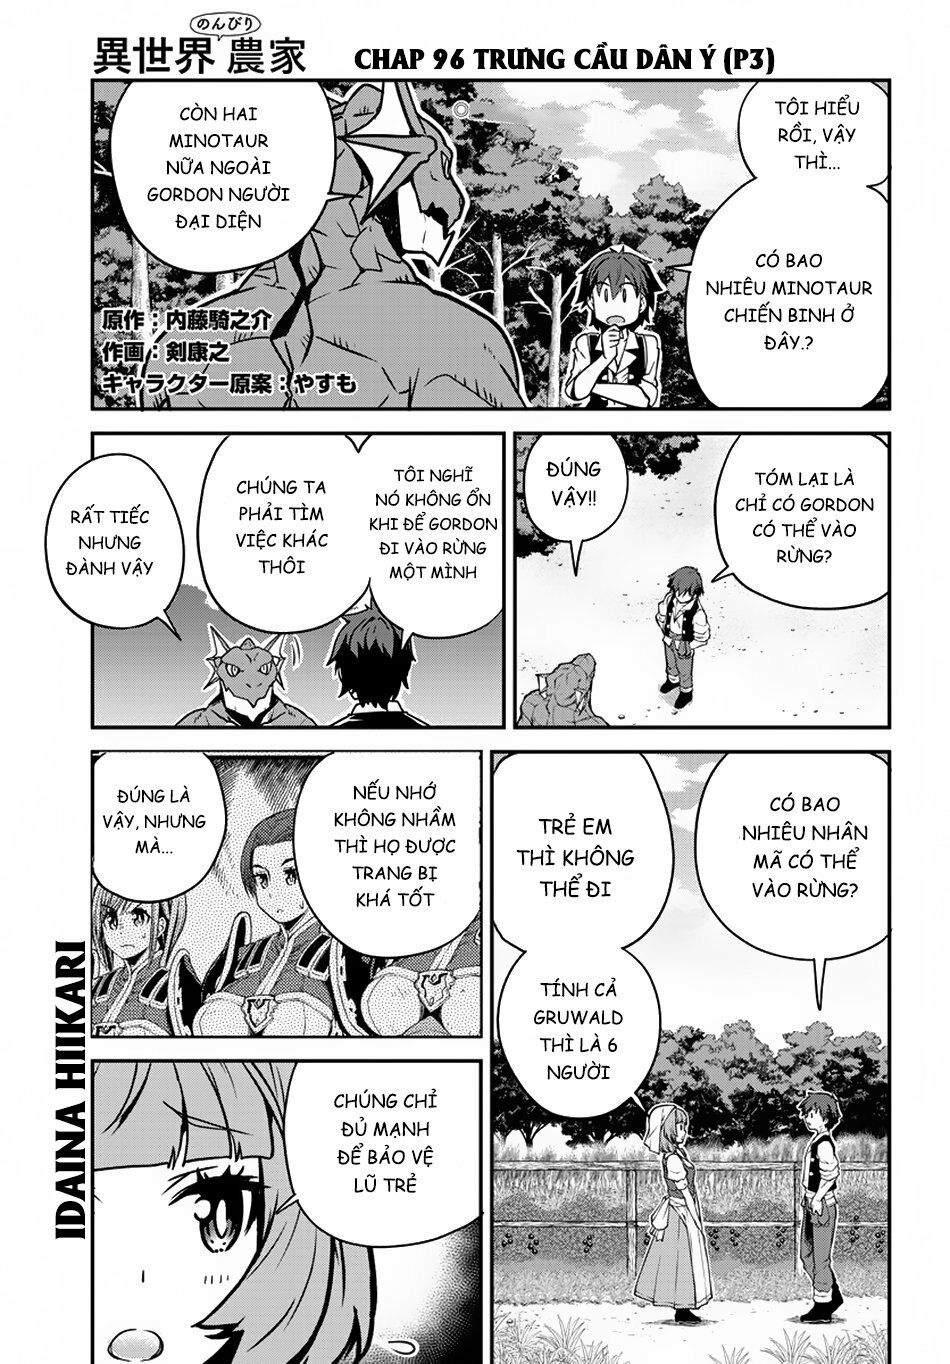 のんびり
異世界 農家
CHAP 96 TRƯNG CẦU DÂN Ý (P3)
TÔI HIỂU
RỒI, VẬY
THÌ...
CÓ BAO
NHIÊU MINOTAUR
CHIẾN BINH Ở
ĐÂY.?
CÒN HAI
MINOTAUR
NỮA NGOÀI
GORDON NGƯỜI
ĐẠI DIỆN
原作：内藤騎之介
作画：剣康之
キャラクター原案：やすも
TÓM LẠI LÀ
CHỈ CÓ GORDON
CÓ THỂ VÀO
RỪNG?
ĐÚNG
VẬY!!
TÔI NGHĨ
NÓ KHÔNG ỔN
KHI ĐỂ GORDON
ĐI VÀO RỪNG
MỘT MÌNH
CHÚNG TA
PHẢI TÌM
VIỆC KHÁC
THÔI
RẤT TIẾC
NHƯNG
ĐÀNH VẬY
CÓ BAO
NHIÊU NHÂN
MÃ CÓ THỂ
VÀO RỪNG?
TRẺ EM
THÌ KHÔNG
THỂ ĐI
TÍNH CẢ
GRUWALD
THÌ LÀ 6
NGƯỜI
NẾU NHỚ
KHÔNG NHẦM
THÌ HỌ ĐƯỢC
TRANG BỊ
KHÁ TỐT
ĐÚNG LÀ
VẬY, NHƯNG
MÀ...
CHÚNG CHỈ
ĐỦ MẠNH
ĐỂ BẢO VỆ
LŨ TRẺ
IDAINA HIIKARI